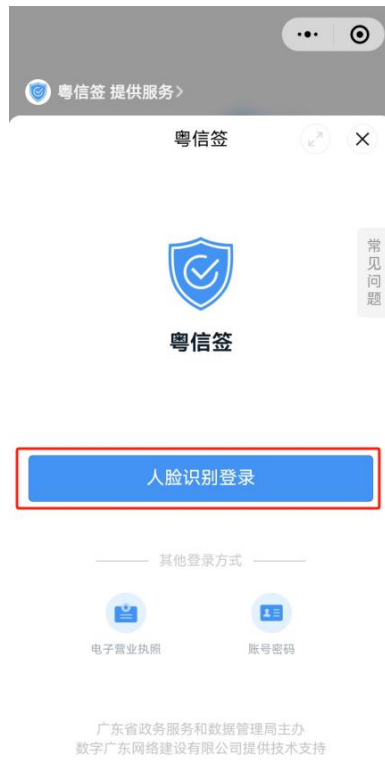 粤信签 提供服务>
粤信签
常见问题
粤信签
人脸识别登录
其他登录方式
电子营业执照
账号密码
广东省政务服务和数据管理局主办
数字广东网络建设有限公司提供技术支持